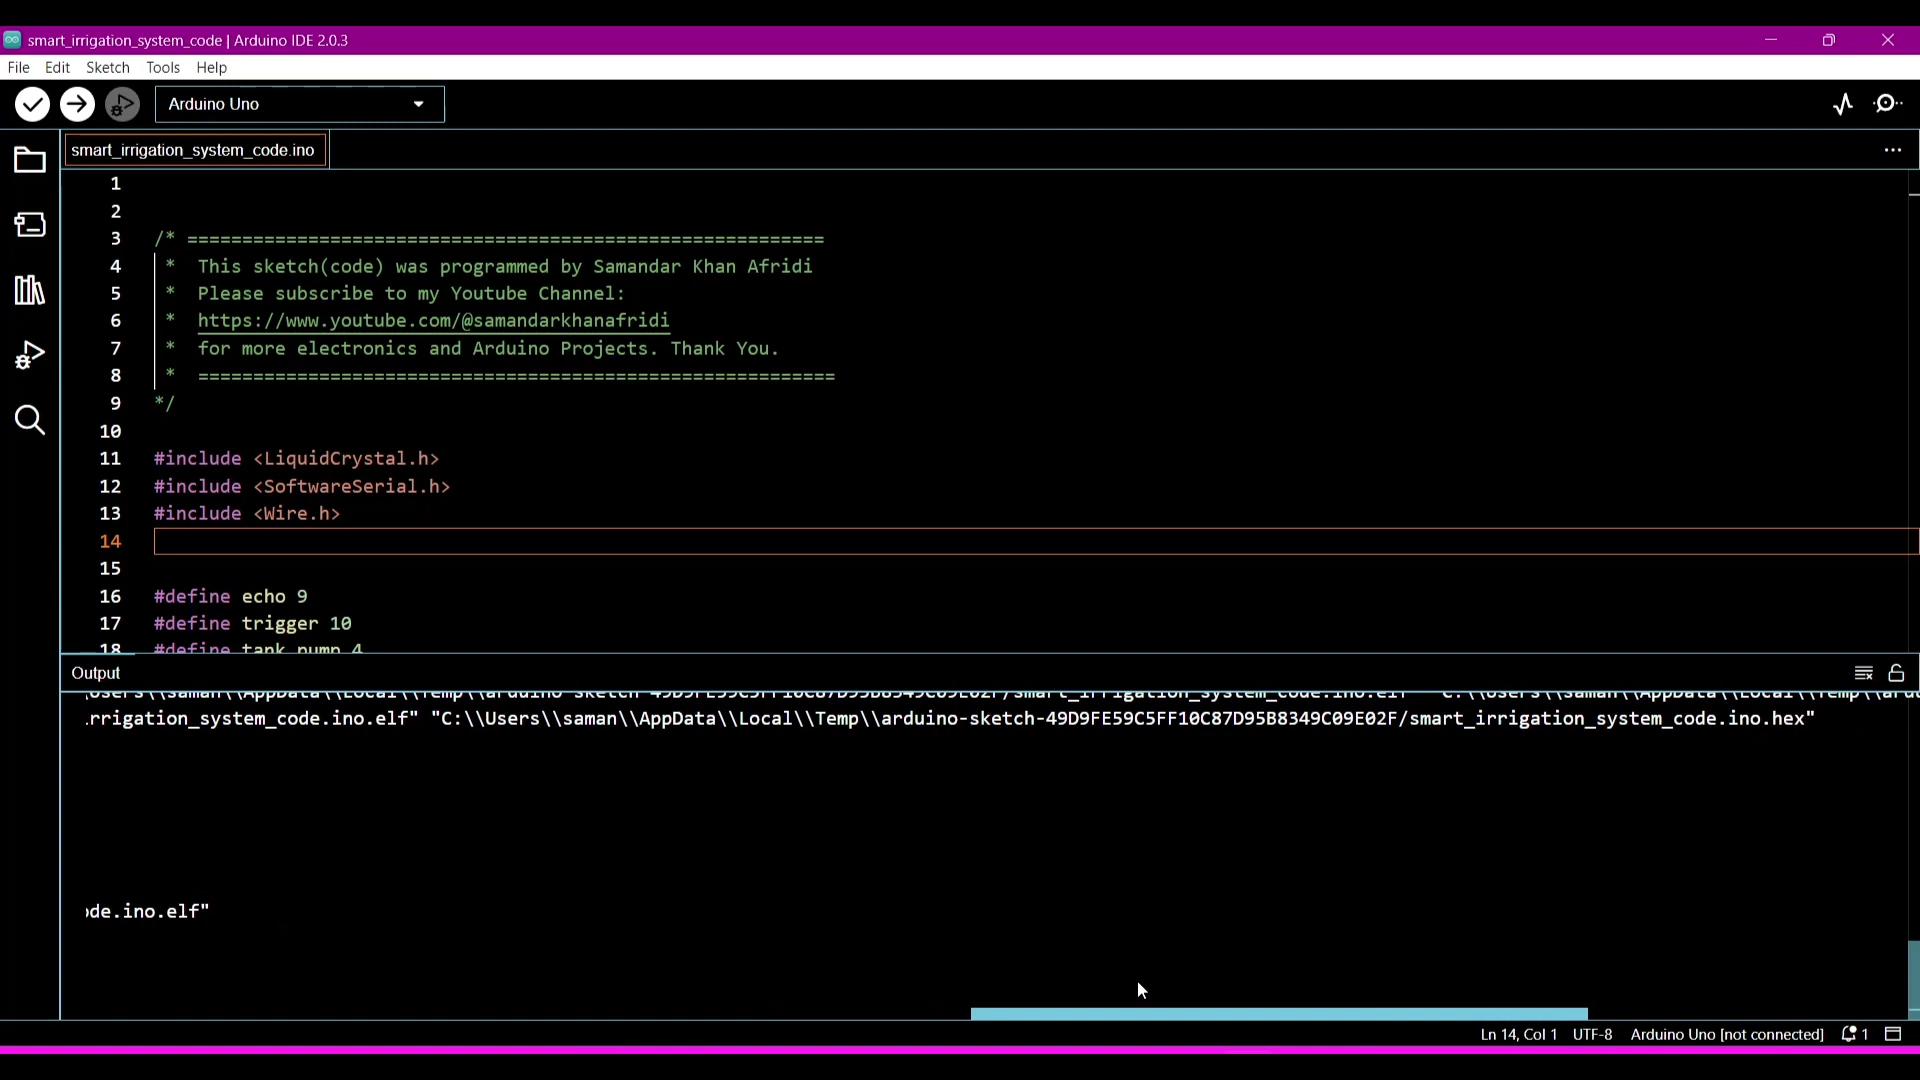 smart_irrigation_system_code | Arduino IDE 2.0.3
File Edit Sketch Tools Help
Arduino Uno
smart_irrigation_system_code.ino
1
2
3 /* ==========================================================
4 * This sketch(code) was programmed by Samandar Khan Afridi
5 * Please subscribe to my Youtube Channel:
6 * https://www.youtube.com/@samandarkhanafridi
7 * for more electronics and Arduino Projects. Thank You.
8 * ==========================================================
9 */
10
11 #include <LiquidCrystal.h>
12 #include <SoftwareSerial.h>
13 #include <Wire.h>
14
15
16 #define echo 9
17 #define trigger 10
18 #define tank_pump 4
Output
rrigation_system_code.ino.elf" "C:\\Users\\saman\\AppData\\Local\\Temp\\arduino-sketch-49D9FE59C5FF10C87D95B8349C09E02F/smart_irrigation_system_code.ino.hex"
de.ino.elf"
Ln 14, Col 1 UTF-8 Arduino Uno [not connected] 1